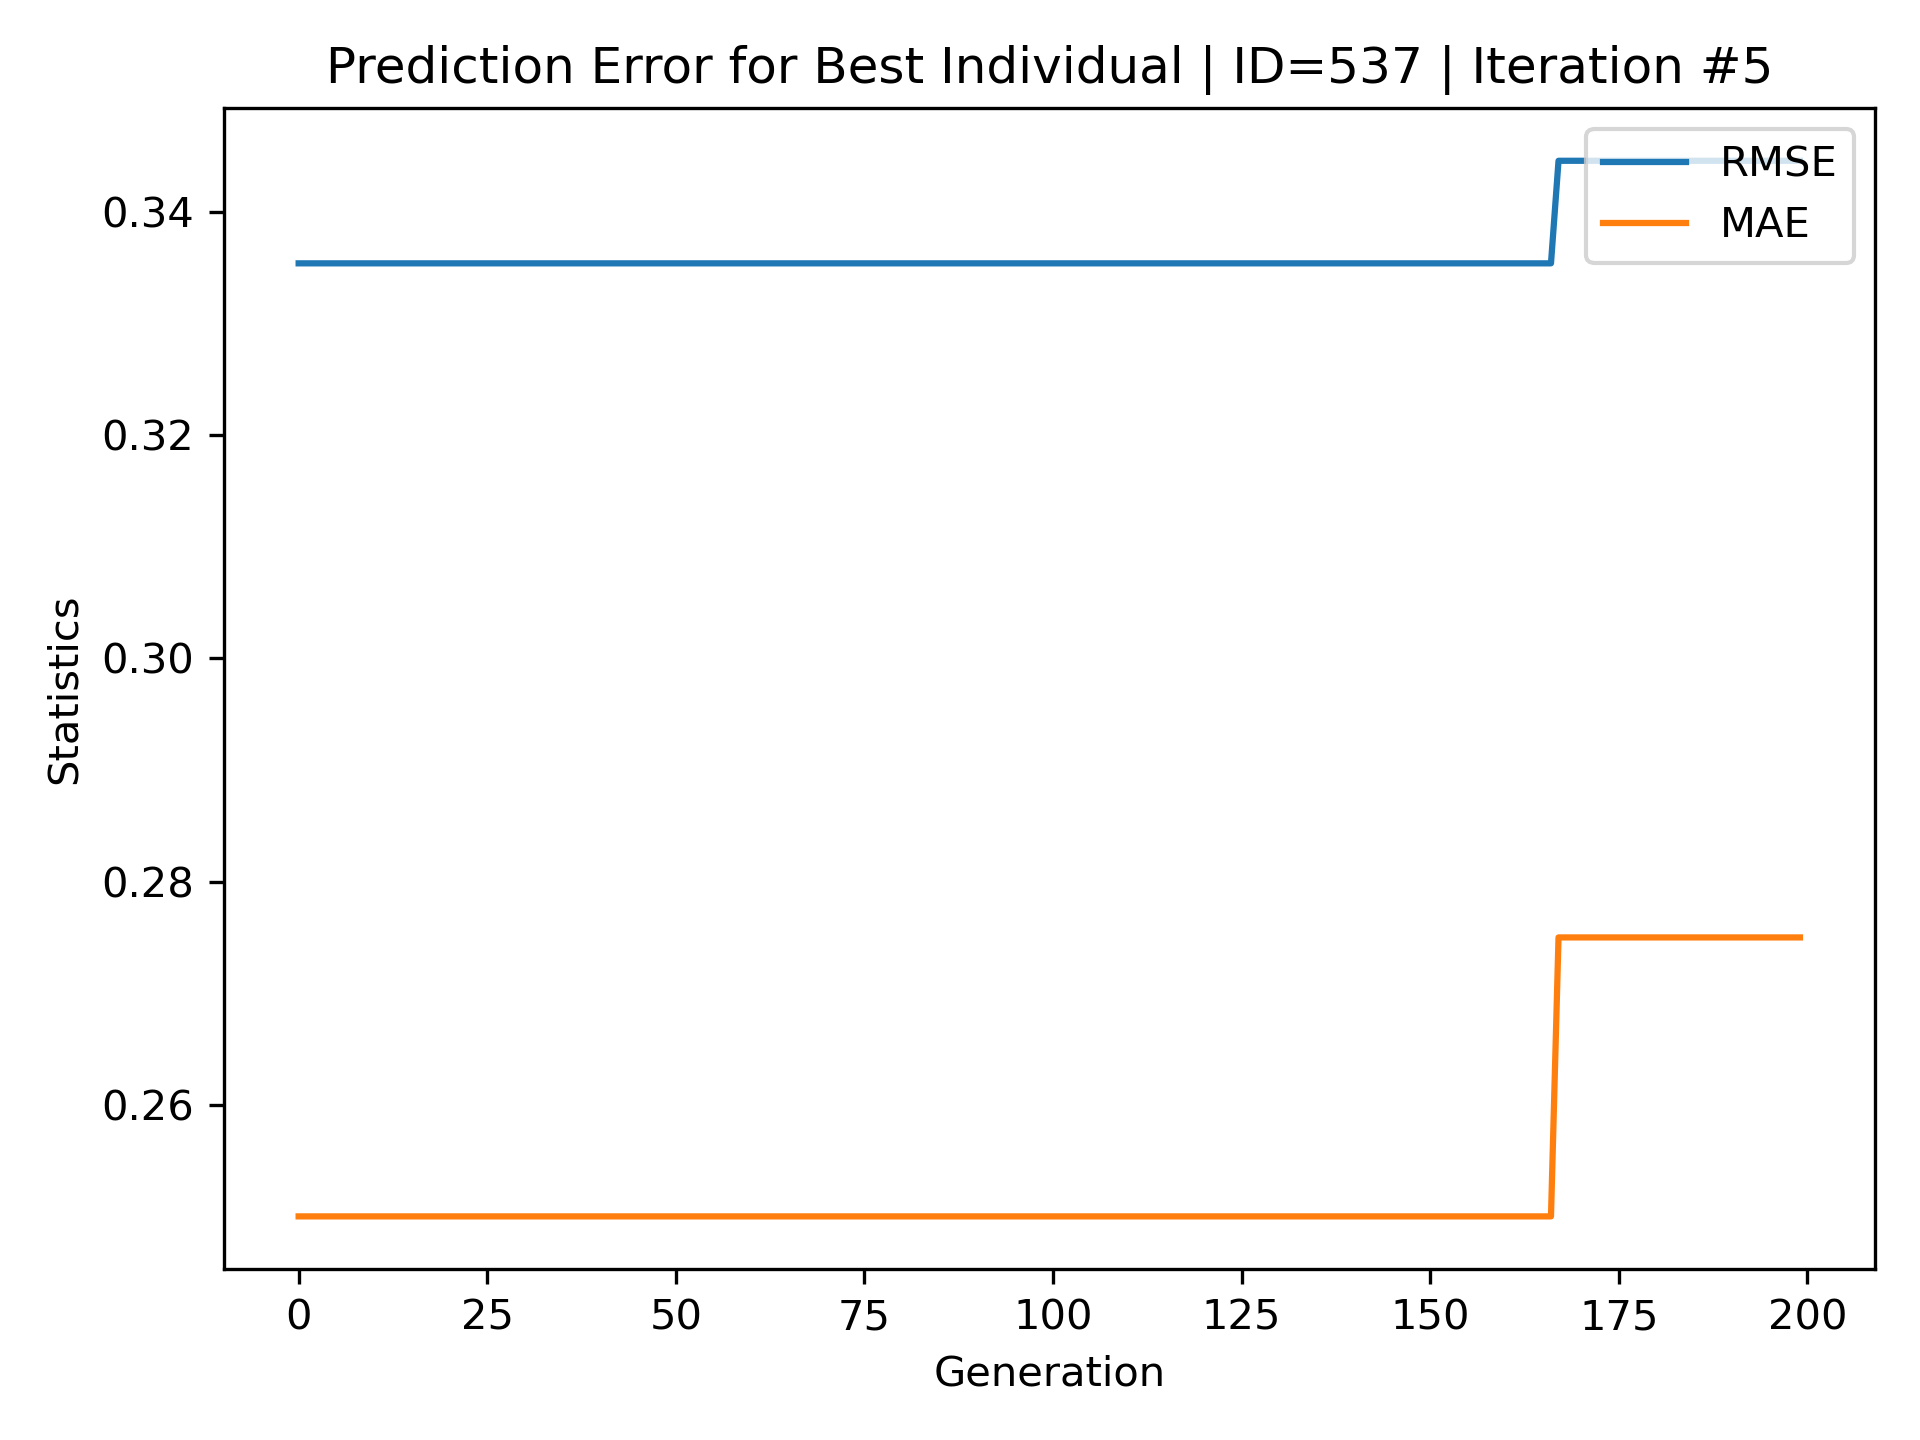 Prediction Error for Best Individual | ID=537 | Iteration #5
RMSE
MAE
0.34
0.32
0.30
0.28
0.26
Statistics
0 25 50 75 100 125 150 175 200
Generation